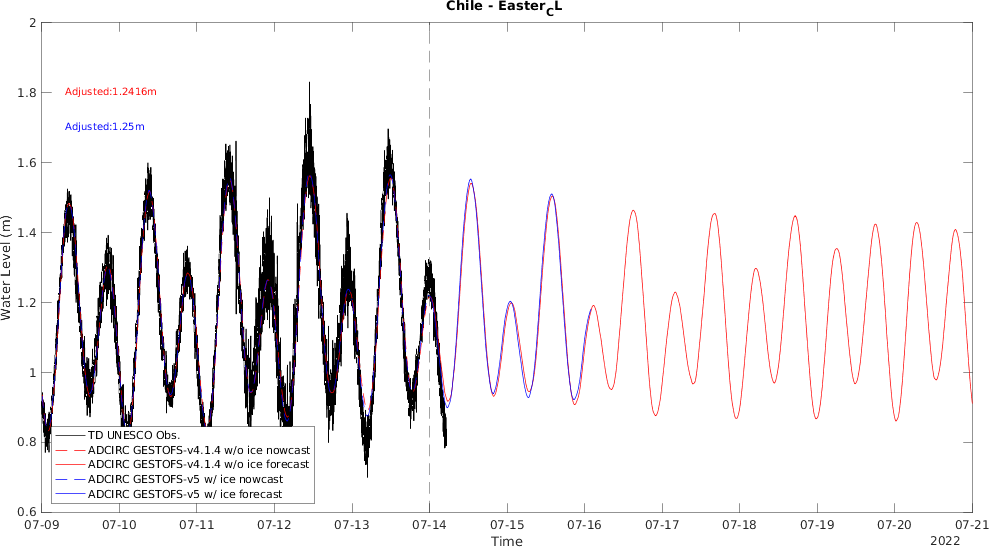 Chile - Easter_CL
2
1.8
1.6
1.4
1.2
1
0.8
0.6
Water Level (m)
Adjusted:1.2416m
Adjusted:1.25m
TD UNESCO Obs.
ADCIRC GESTOFS-v4.1.4 w/o ice nowcast
ADCIRC GESTOFS-v4.1.4 w/o ice forecast
ADCIRC GESTOFS-v5 w/ ice nowcast
ADCIRC GESTOFS-v5 w/ ice forecast
07-09 07-10 07-11 07-12 07-13 07-14 07-15 07-16 07-17 07-18 07-19 07-20 07-21
Time
2022